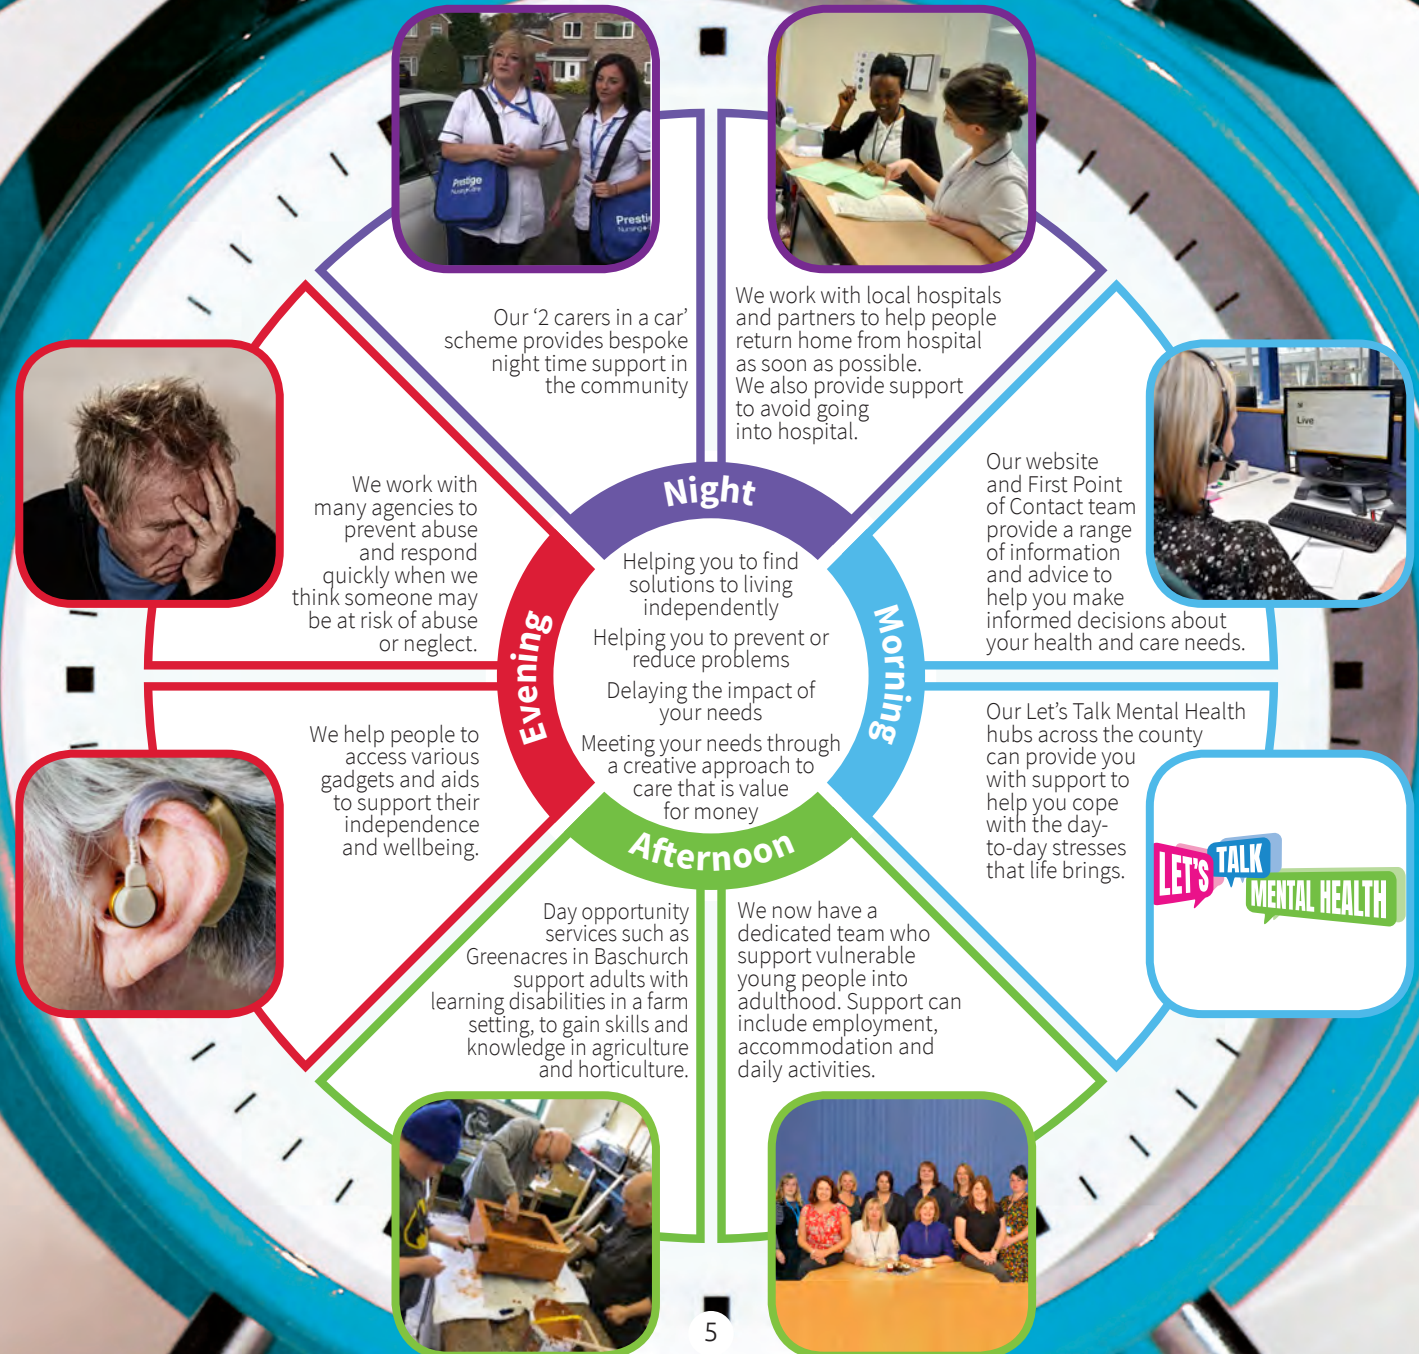 Prestige
Nursing+Care
Presti
Nursing+
Our ‘2 carers in a car’
scheme provides bespoke
night time support in
the community
We work with local hospitals
and partners to help people
return home from hospital
as soon as possible.
We also provide support
to avoid going
into hospital.
Night
Live
Our website
and First Point
of Contact team
provide a range
of information
and advice to
help you make
informed decisions about
your health and care needs.
Morning
Our Let’s Talk Mental Health
hubs across the county
can provide you
with support to
help you cope
with the day-
to-day stresses
that life brings.
LET'S
TALK
MENTAL HEALTH
We now have a
dedicated team who
support vulnerable
young people into
adulthood. Support can
include employment,
accommodation and
daily activities.
Afternoon
Day opportunity
services such as
Greenacres in Baschurch
support adults with
learning disabilities in a farm
setting, to gain skills and
knowledge in agriculture
and horticulture.
We help people to
access various
gadgets and aids
to support their
independence
and wellbeing.
Evening
We work with
many agencies to
prevent abuse
and respond
quickly when we
think someone may
be at risk of abuse
or neglect.
Helping you to find
solutions to living
independently
Helping you to prevent or
reduce problems
Delaying the impact of
your needs
Meeting your needs through
a creative approach to
care that is value
for money
5